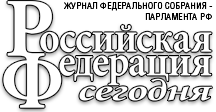 ЖУРНАЛ ФЕДЕРАЛЬНОГО СОБРАНИЯ -
ПАРЛАМЕНТА РФ
Российская
Федерация
сегодня